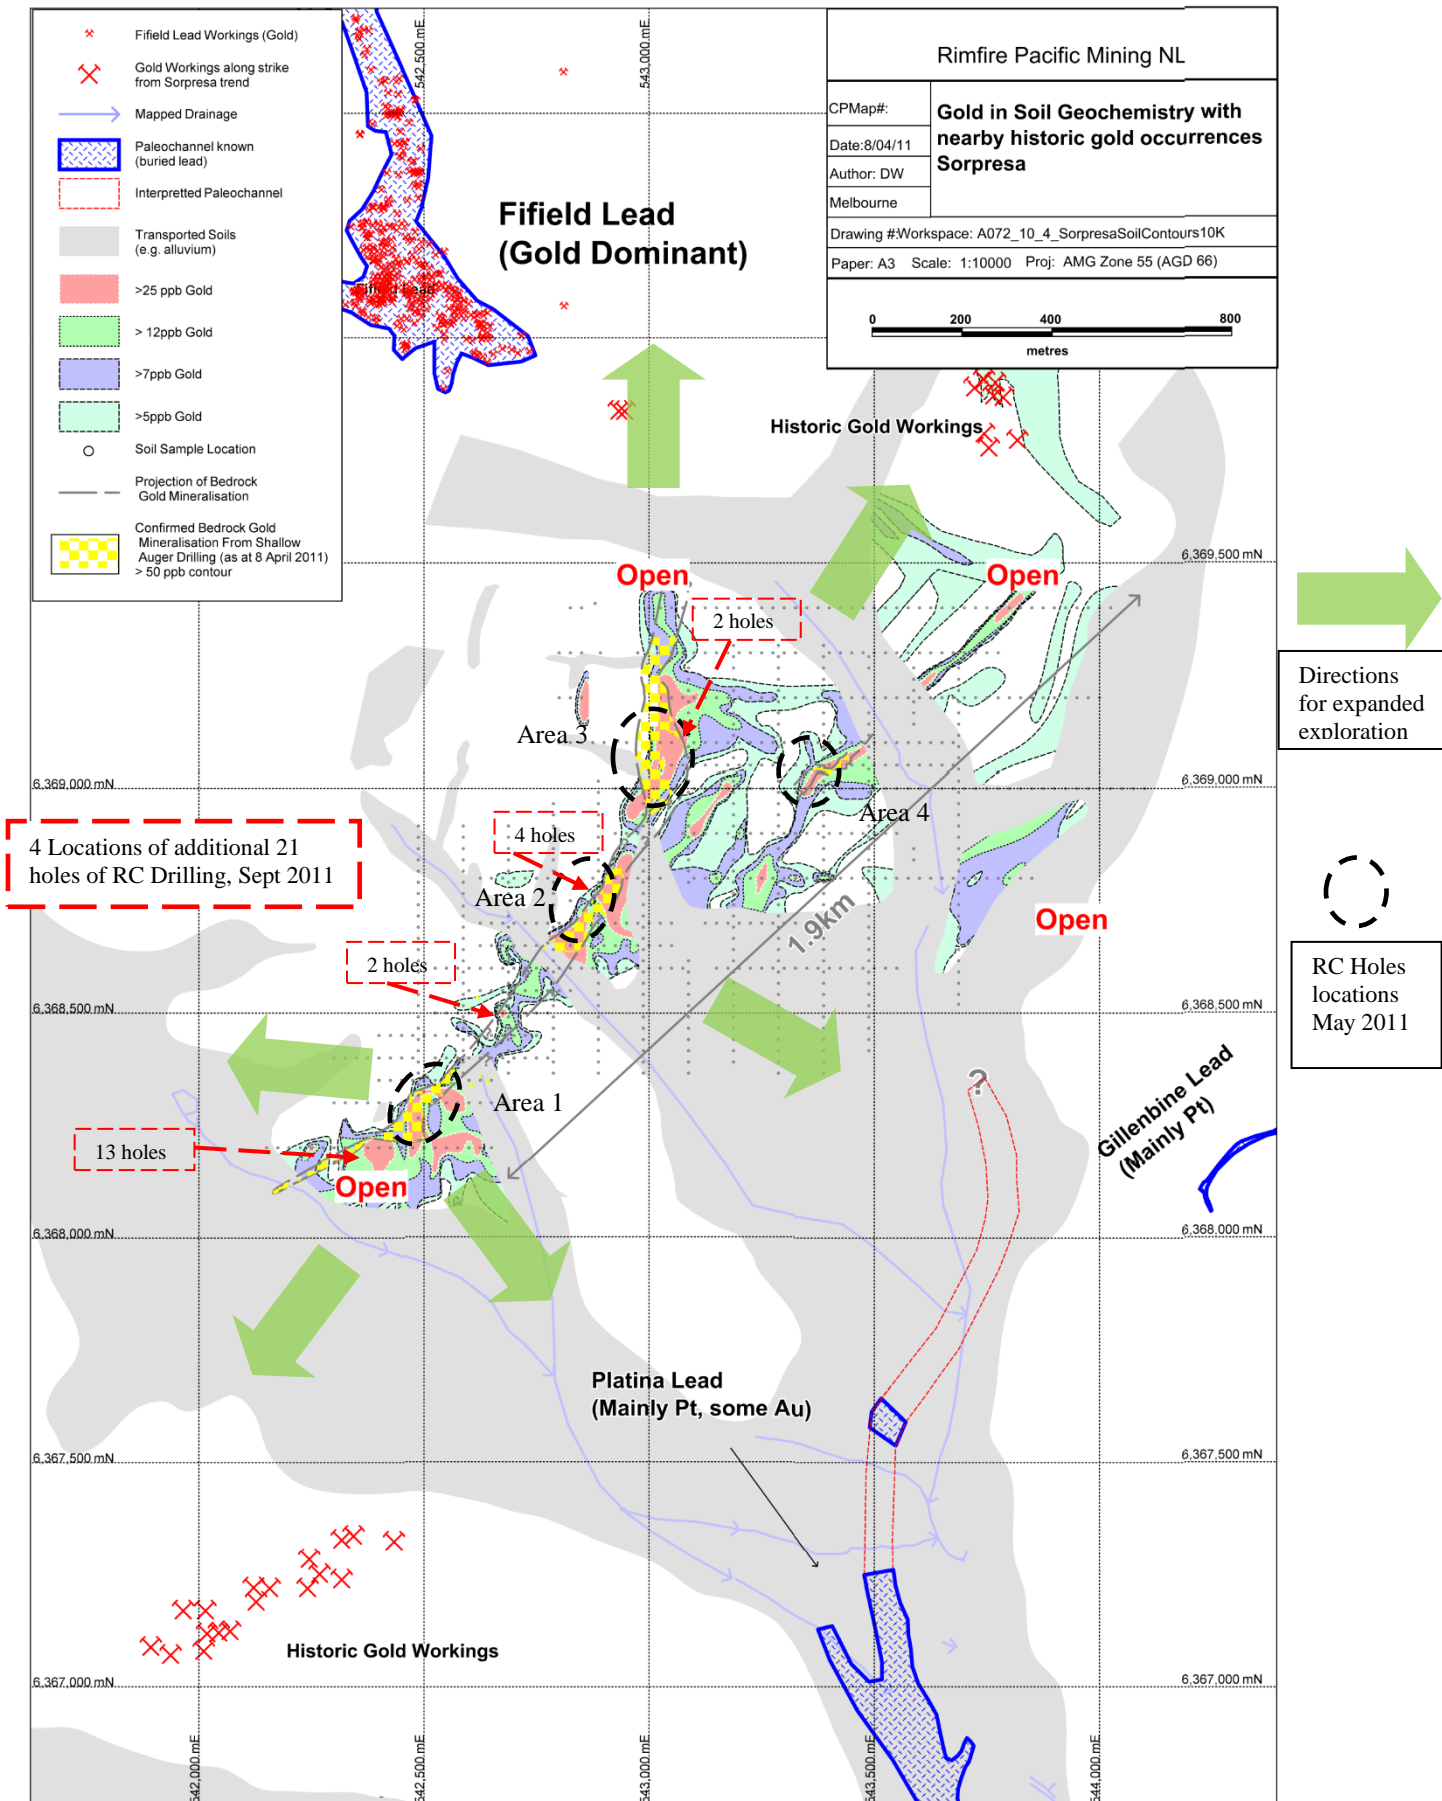 Fifield Lead Workings (Gold)
Gold Workings along strike
from Sorpresa trend
Mapped Drainage
Paleochannel known
(buried lead)
Interpretted Paleochannel
Transported Soils
(e.g. alluvium)
>25 ppb Gold
> 12ppb Gold
>7ppb Gold
>5ppb Gold
Soil Sample Location
Projection of Bedrock
Gold Mineralisation
Confirmed Bedrock Gold
Mineralisation From Shallow
Auger Drilling (as at 8 April 2011)
> 50 ppb contour
542,500 mE
543,000 mE
Rimfire Pacific Mining NL
CPMap#:
Date:8/04/11
Author: DW
Melbourne
Gold in Soil Geochemistry with
nearby historic gold occurrences
Sorpresa
Drawing #:Workspace: A072_10_4_SorpresaSoilContours10K
Paper: A3 Scale: 1:10000 Proj: AMG Zone 55 (AGD 66)
0 200 400 800
metres
Fifield Lead
(Gold Dominant)
Fifield Lead
Historic Gold Workings
6,369,500 mN
Open
Open
2 holes
Directions
for expanded
exploration
Area 3
6,369,000 mN
6,369,000 mN
Area 4
4 holes
4 Locations of additional 21
holes of RC Drilling, Sept 2011
Area 2
1.9km
Open
2 holes
RC Holes
locations
May 2011
6,368,500 mN
6,368,500 mN
?
Area 1
Gillenbine Lead
(Mainly Pt)
13 holes
Open
6,368,000 mN
6,368,000 mN
Platina Lead
(Mainly Pt, some Au)
6,367,500 mN
6,367,500 mN
Historic Gold Workings
6,367,000 mN
6,367,000 mN
542,000 mE
542,500 mE
543,000 mE
543,500 mE
544,000 mE